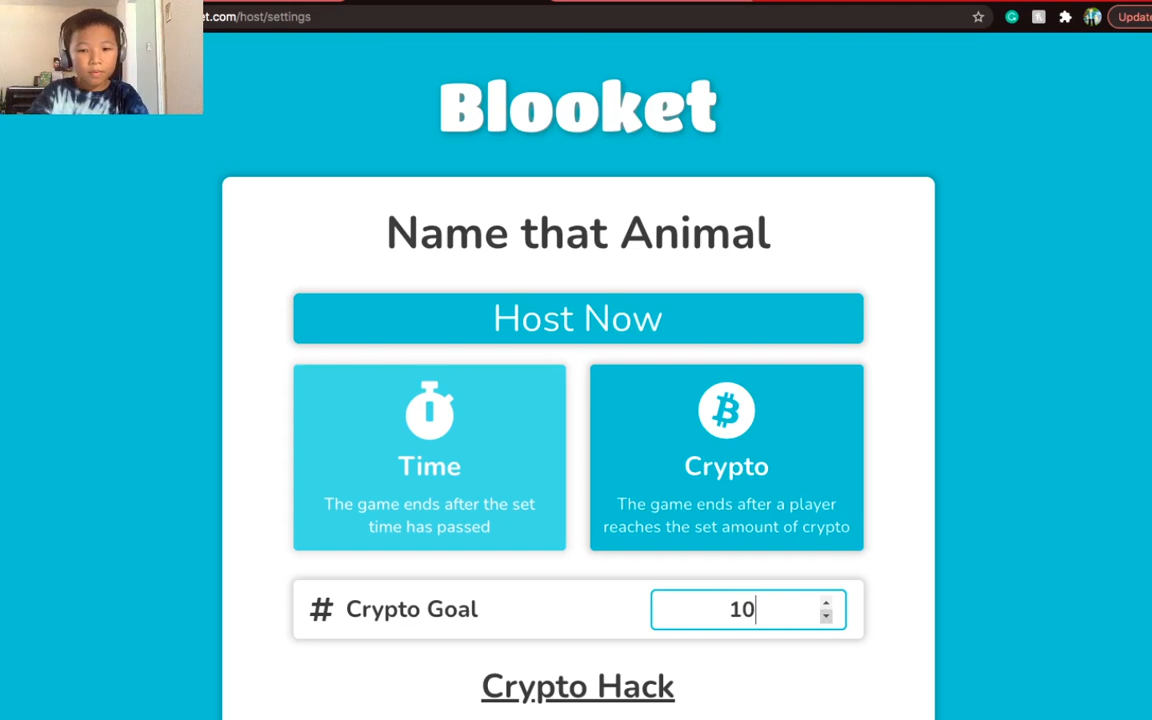 et.com/host/settings
Update
Blooket
Name that Animal
Host Now
Time
The game ends after the set
time has passed
Crypto
The game ends after a player
reaches the set amount of crypto
# Crypto Goal
10
Crypto Hack